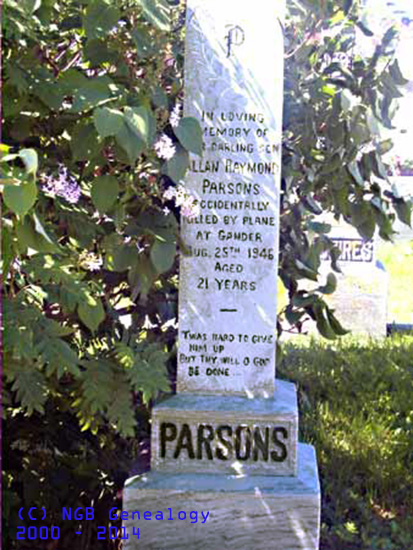 P
IN LOVING
MEMORY OF
DARLING SON
ALLAN RAYMOND
PARSONS
ACCIDENTALLY
KILLED BY PLANE
AT GANDER
AUG. 25TH 1946
AGED
21 YEARS
'TWAS HARD TO GIVE
HIM UP
BUT THY WILL O GOD
BE DONE...
PARSONS
(C) NGB Genealogy
2000 - 2014